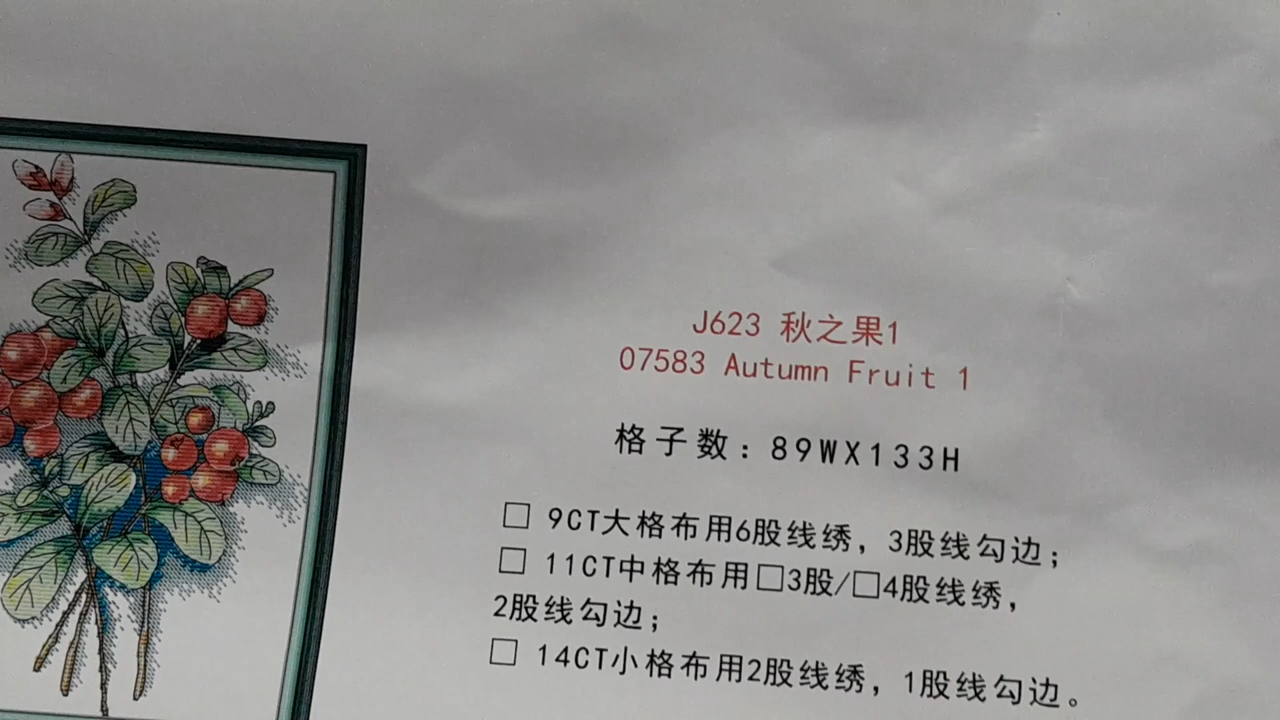 J623 秋之果1
07583 Autumn Fruit 1
格子数：89WX133H
□ 9CT大格布用6股线绣，3股线勾边；
□ 11CT中格布用□3股/□4股线绣，
2股线勾边；
□ 14CT小格布用2股线绣，1股线勾边。